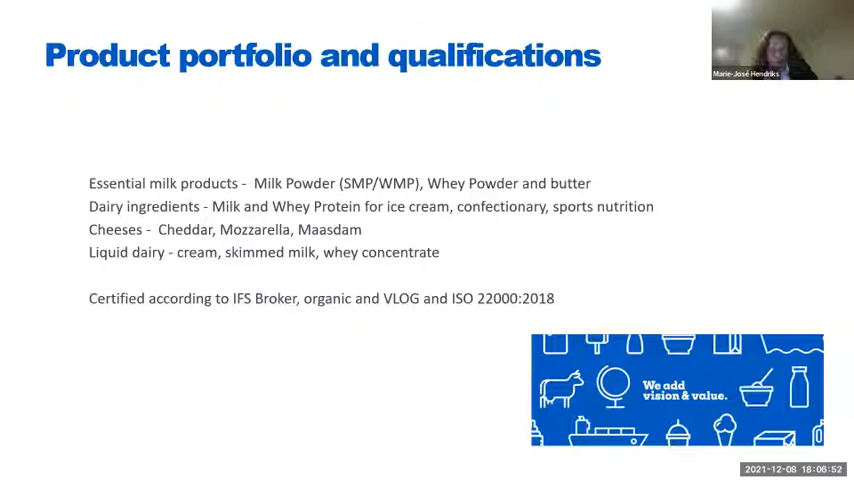 Product portfolio and qualifications
Marie-José Hendriks
Essential milk products - Milk Powder (SMP/WMP), Whey Powder and butter
Dairy ingredients - Milk and Whey Protein for ice cream, confectionary, sports nutrition
Cheeses - Cheddar, Mozzarella, Maasdam
Liquid dairy - cream, skimmed milk, whey concentrate
Certified according to IFS Broker, organic and VLOG and ISO 22000:2018
We add
vision & value.
2021-12-08 18:06:52